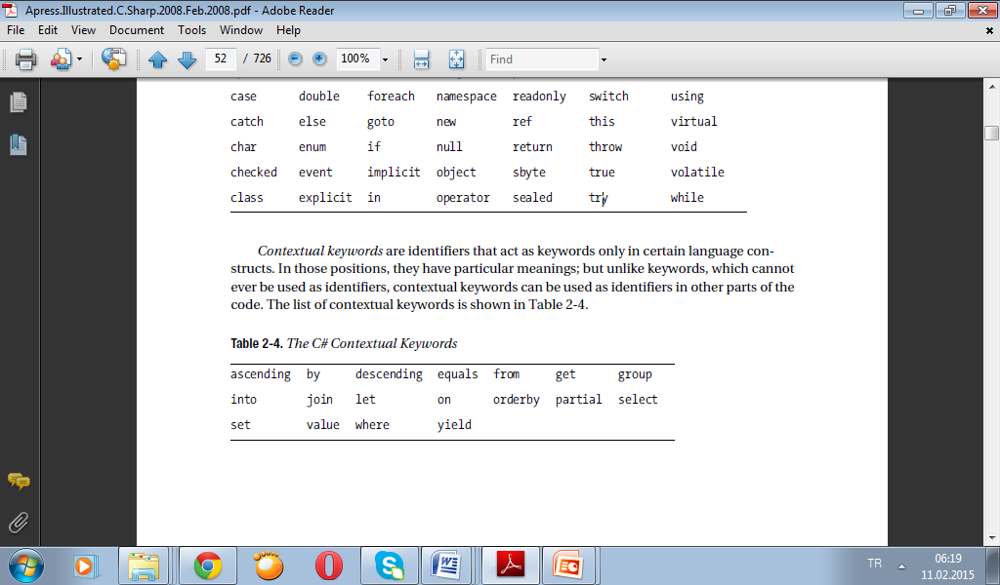 Apress.Illustrated.C.Sharp.2008.Feb.2008.pdf - Adobe Reader
File Edit View Document Tools Window Help
52 / 726 100% Find
case double foreach namespace readonly switch using
catch else goto new ref this virtual
char enum if null return throw void
checked event implicit object sbyte true volatile
class explicit in operator sealed try while
Contextual keywords are identifiers that act as keywords only in certain language con-
structs. In those positions, they have particular meanings; but unlike keywords, which cannot
ever be used as identifiers, contextual keywords can be used as identifiers in other parts of the
code. The list of contextual keywords is shown in Table 2-4.
Table 2-4. The C# Contextual Keywords
ascending by descending equals from get group
into join let on orderby partial select
set value where yield
TR 06:19
11.02.2015